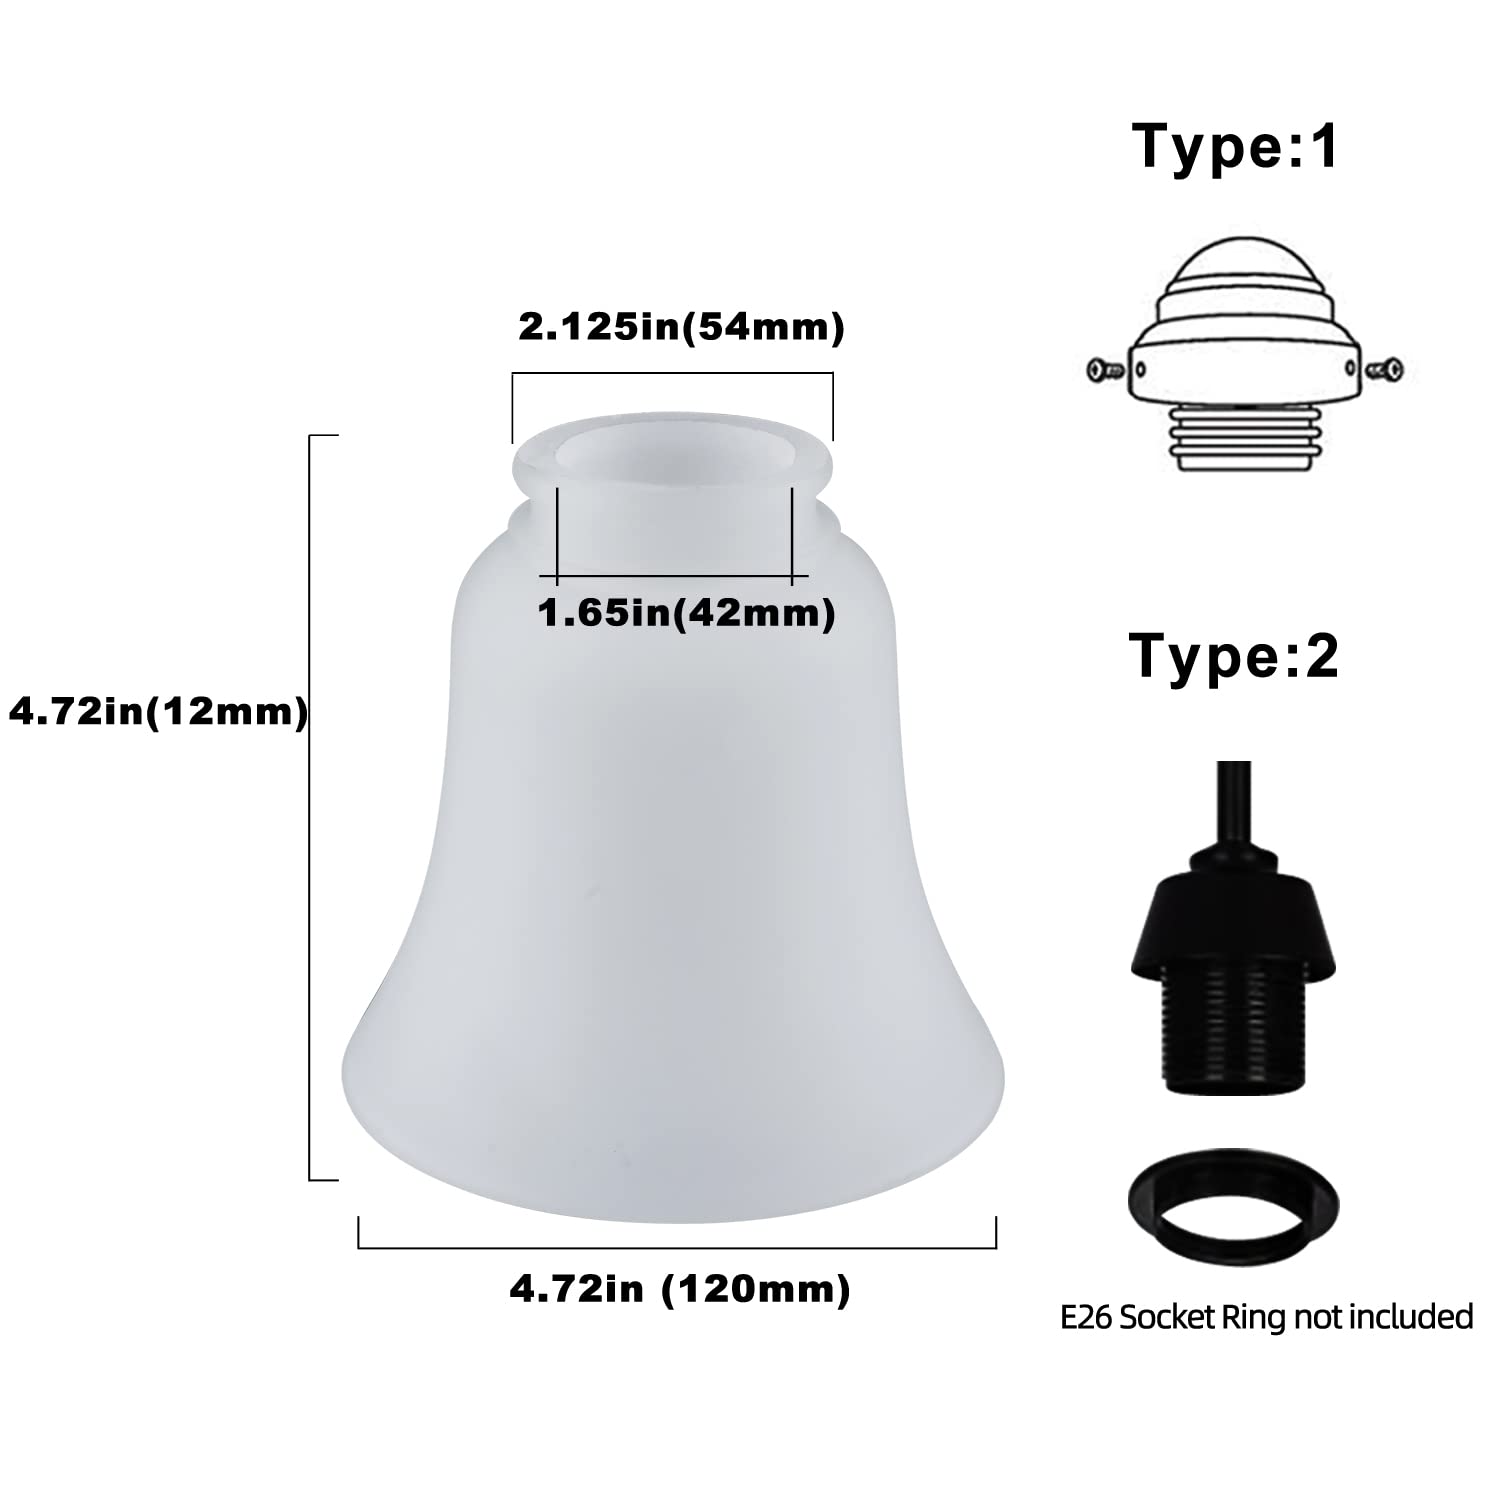 Type:1
2.125in(54mm)
1.65in(42mm)
Type:2
4.72in(12mm)
4.72in (120mm)
E26 Socket Ring not included